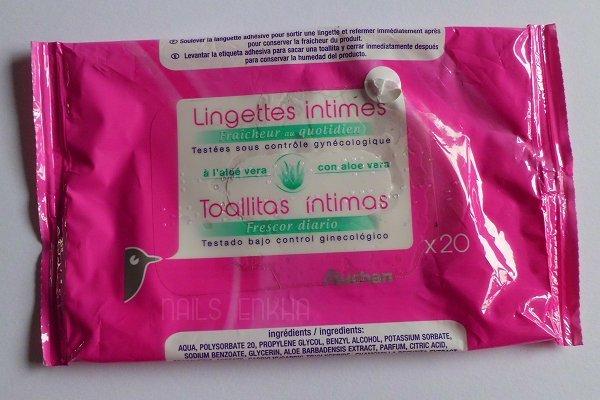 Soulever la languette adhésive pour sortir une lingette et refermer immédiatement après
pour conserver la fraîcheur du produit.
Levantar la etiqueta adhesiva para sacar una toallita y cerrar inmediatamente después
para conservar la humedad del producto.
Lingettes intimes
Fraîcheur au quotidien
Testées sous contrôle gynécologique
à l'aloé vera
con aloe vera
Toallitas íntimas
Frescor diario
Testado bajo control ginecológico
x20
Auchan
NAILS ENKHA
ingrédients / ingredients:
AQUA, POLYSORBATE 20, PROPYLENE GLYCOL, BENZYL ALCOHOL, POTASSIUM SORBATE,
SODIUM BENZOATE, GLYCERIN, ALOE BARBADENSIS EXTRACT, PARFUM, CITRIC ACID,